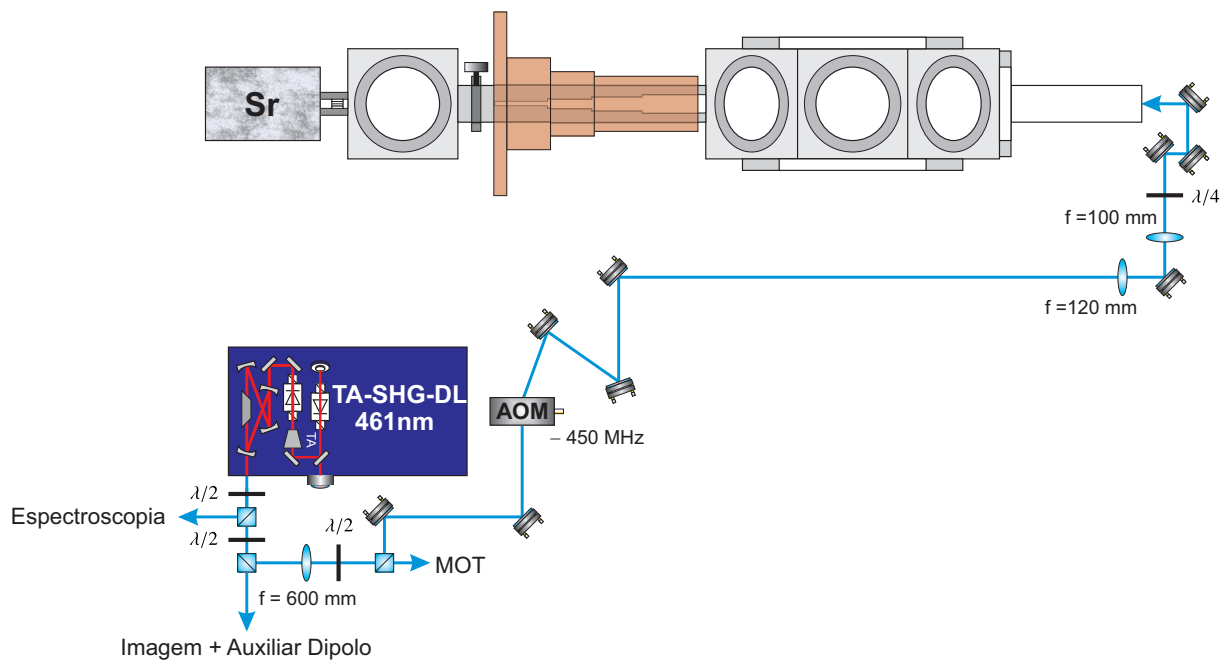 Sr
λ/4
f =100 mm
f =120 mm
TA-SHG-DL
461nm
TA
AOM
– 450 MHz
λ/2
Espectroscopia
λ/2
λ/2
MOT
f = 600 mm
Imagem + Auxiliar Dipolo